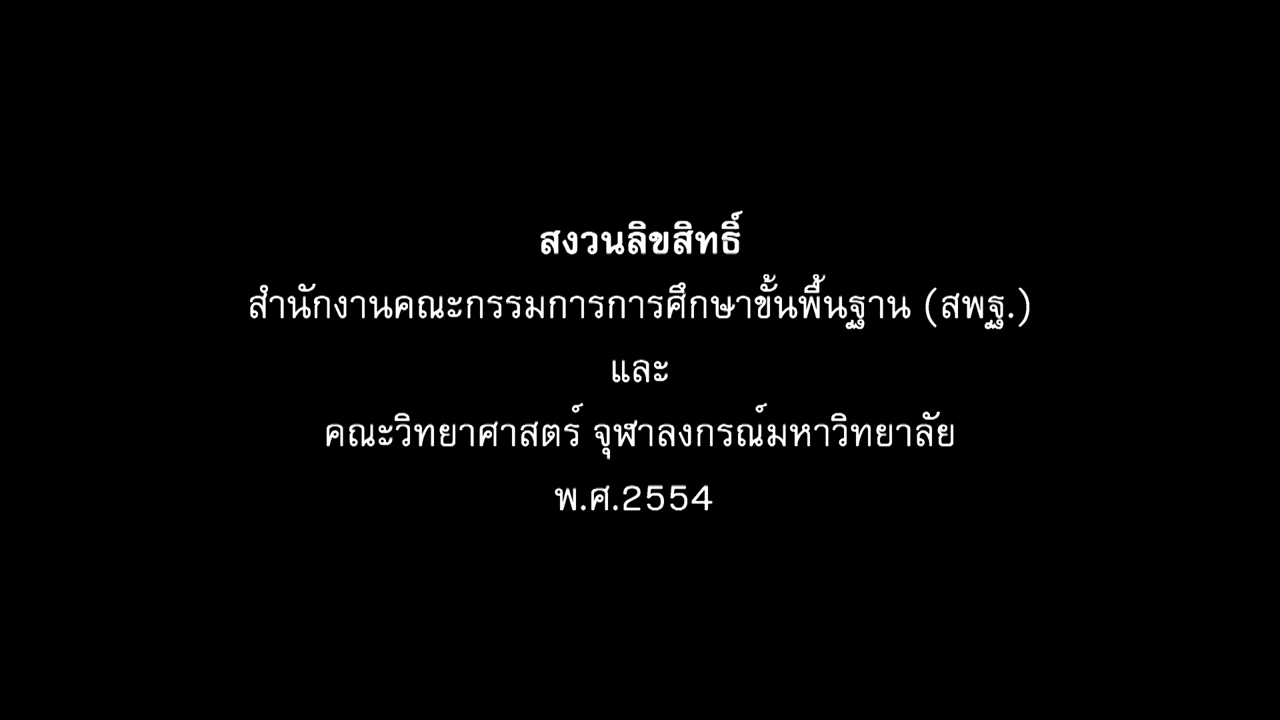 สงวนลิขสิทธิ์
สำนักงานคณะกรรมการการศึกษาขั้นพื้นฐาน (สพฐ.)
และ
คณะวิทยาศาสตร์ จุฬาลงกรณ์มหาวิทยาลัย
พ.ศ.2554